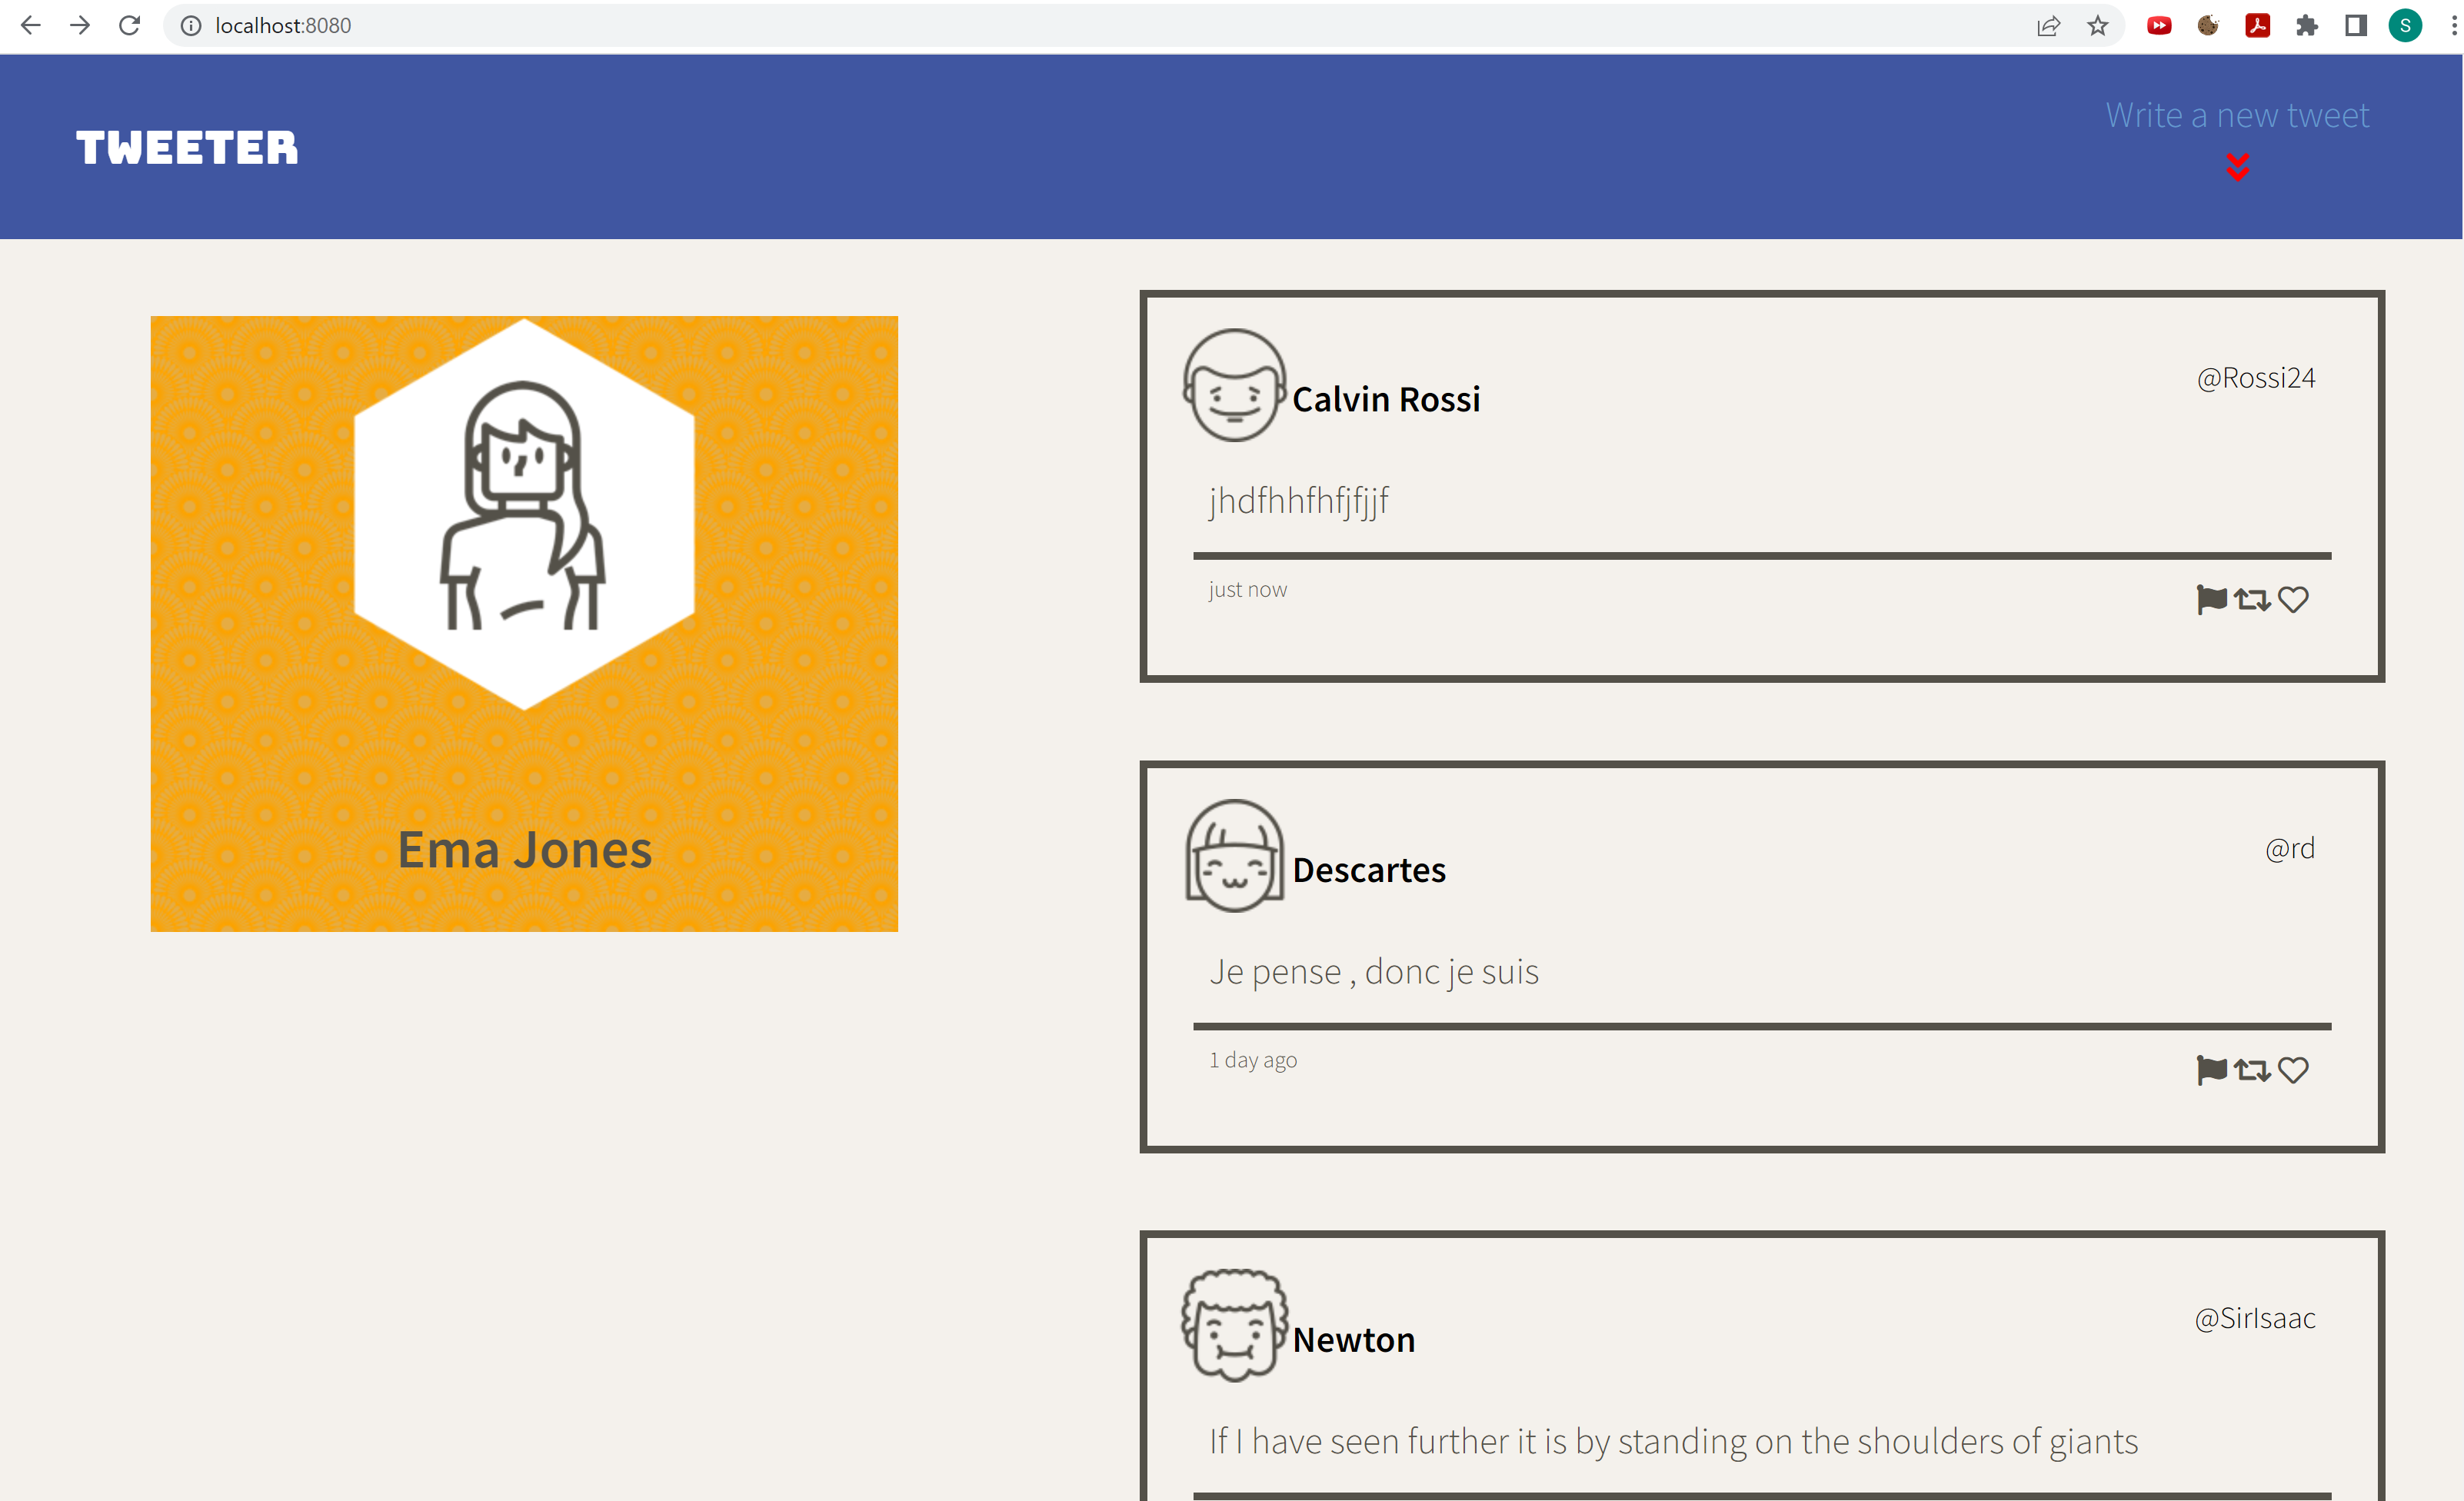 localhost:8080
S
TWEETER
Write a new tweet
Ema Jones
Calvin Rossi
@Rossi24
jhdfhhfhfjfjjf
just now
Descartes
@rd
Je pense , donc je suis
1 day ago
Newton
@SirIsaac
If I have seen further it is by standing on the shoulders of giants